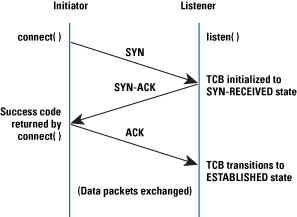 Initiator
Listener
connect( )
listen( )
SYN
TCB initialized to
SYN-RECEIVED state
SYN-ACK
Success code
returned by
connect( )
ACK
TCB transitions to
ESTABLISHED state
(Data packets exchanged)